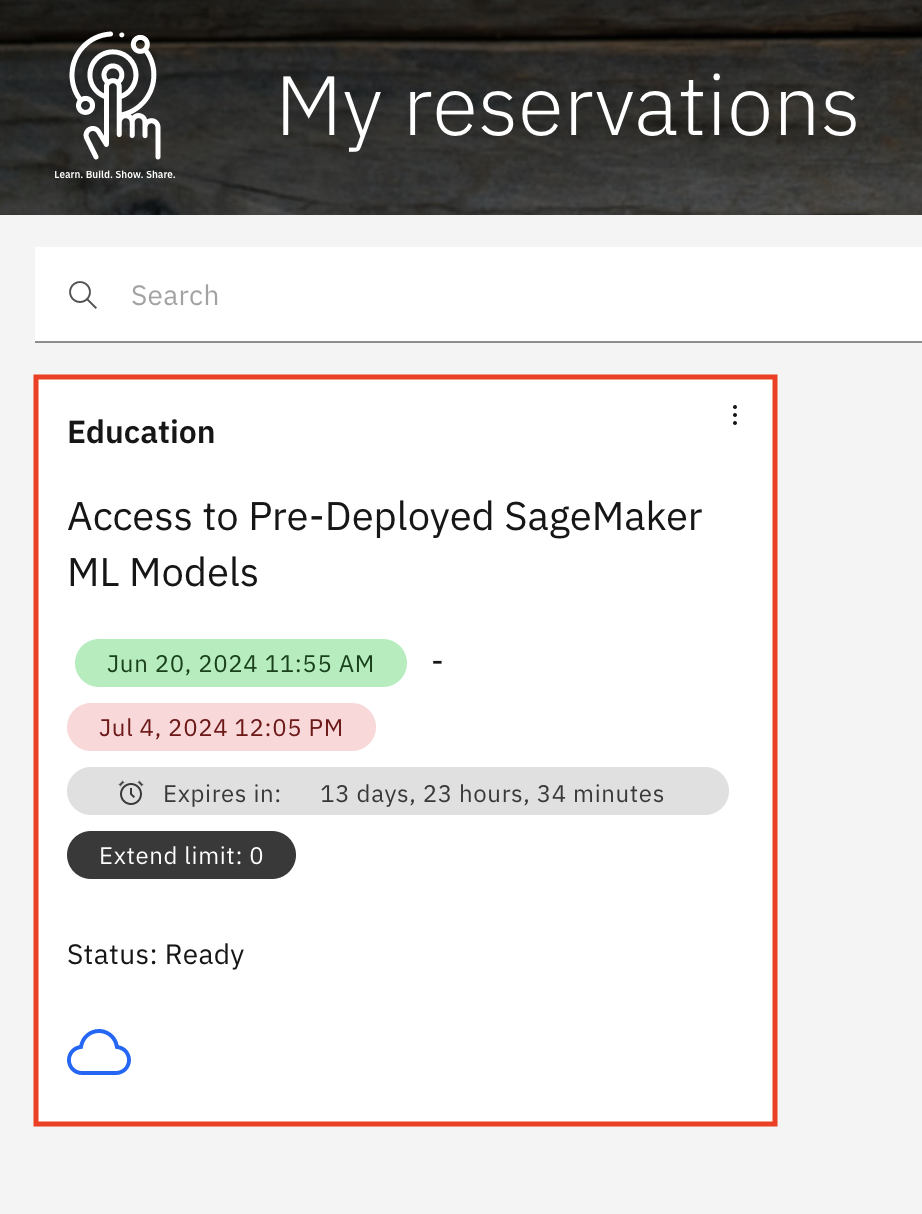 My reservations
Learn. Build. Show. Share.
Search
Education
Access to Pre-Deployed SageMaker
ML Models
Jun 20, 2024 11:55 AM -
Jul 4, 2024 12:05 PM
Expires in: 13 days, 23 hours, 34 minutes
Extend limit: 0
Status: Ready